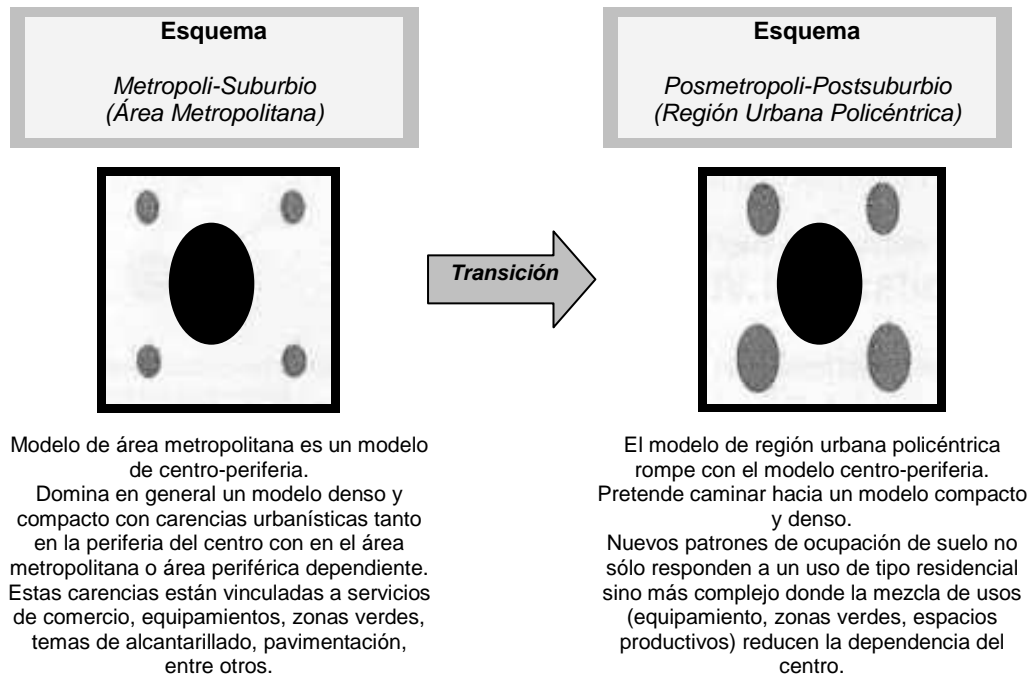 Esquema
Metropoli-Suburbio
(Área Metropolitana)
Esquema
Posmetropoli-Postsuburbio
(Región Urbana Policéntrica)
Transición
Modelo de área metropolitana es un modelo
de centro-periferia.
Domina en general un modelo denso y
compacto con carencias urbanísticas tanto
en la periferia del centro con en el área
metropolitana o área periférica dependiente.
Estas carencias están vinculadas a servicios
de comercio, equipamientos, zonas verdes,
temas de alcantarillado, pavimentación,
entre otros.
El modelo de región urbana policéntrica
rompe con el modelo centro-periferia.
Pretende caminar hacia un modelo compacto
y denso.
Nuevos patrones de ocupación de suelo no
sólo responden a un uso de tipo residencial
sino más complejo donde la mezcla de usos
(equipamiento, zonas verdes, espacios
productivos) reducen la dependencia del
centro.